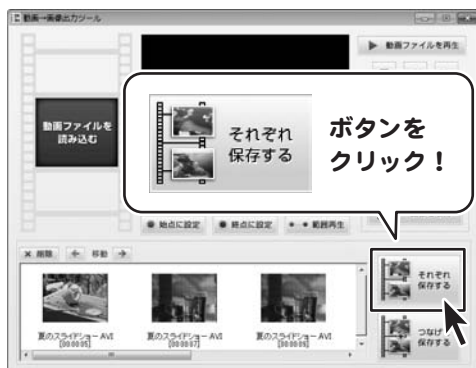 動画→画像出力ツール
動画ファイルを再生
動画ファイルを
読み込む
それぞれ
保存する
ボタンを
クリック！
始点に設定
終点に設定
範囲再生
削除
移動
夏のスライドショー AVI
[00:00:05]
夏のスライドショー AVI
[00:00:07]
夏のスライドショー AVI
それぞれ
保存する
つなげ
保存する